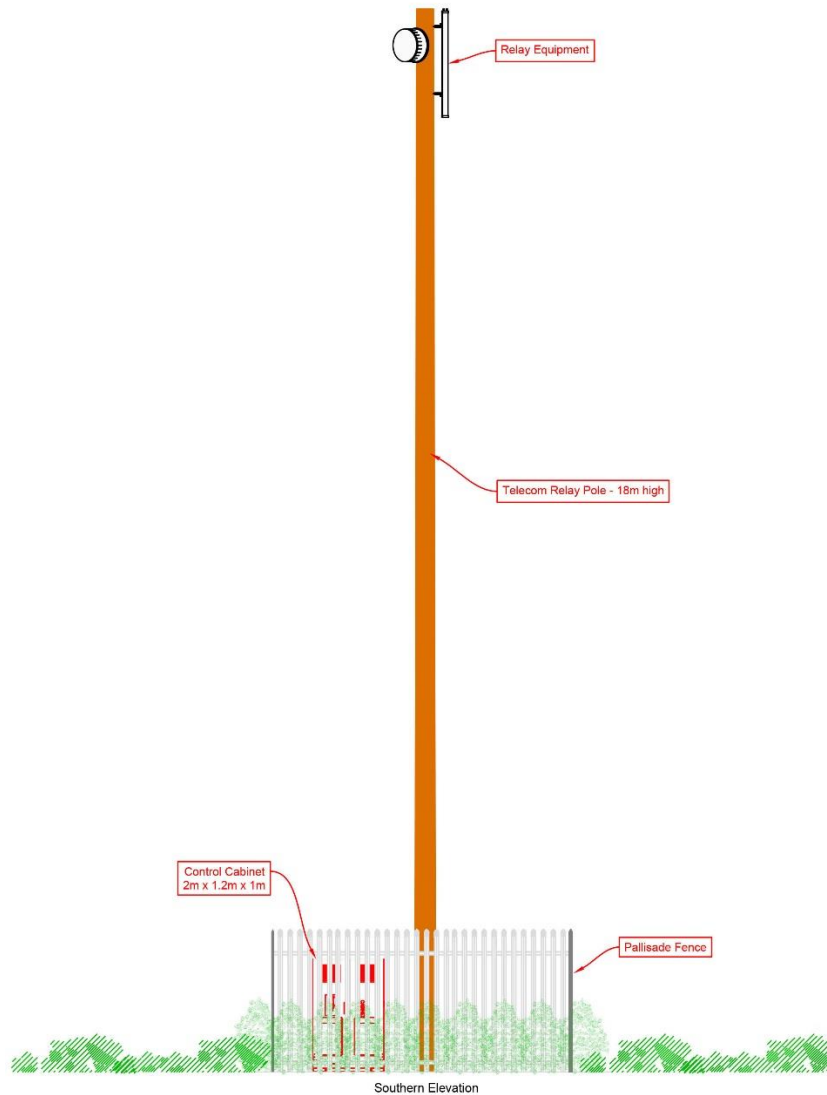 Relay Equipment
Telecom Relay Pole - 18m high
Control Cabinet
2m x 1.2m x 1m
Pallisade Fence
Southern Elevation